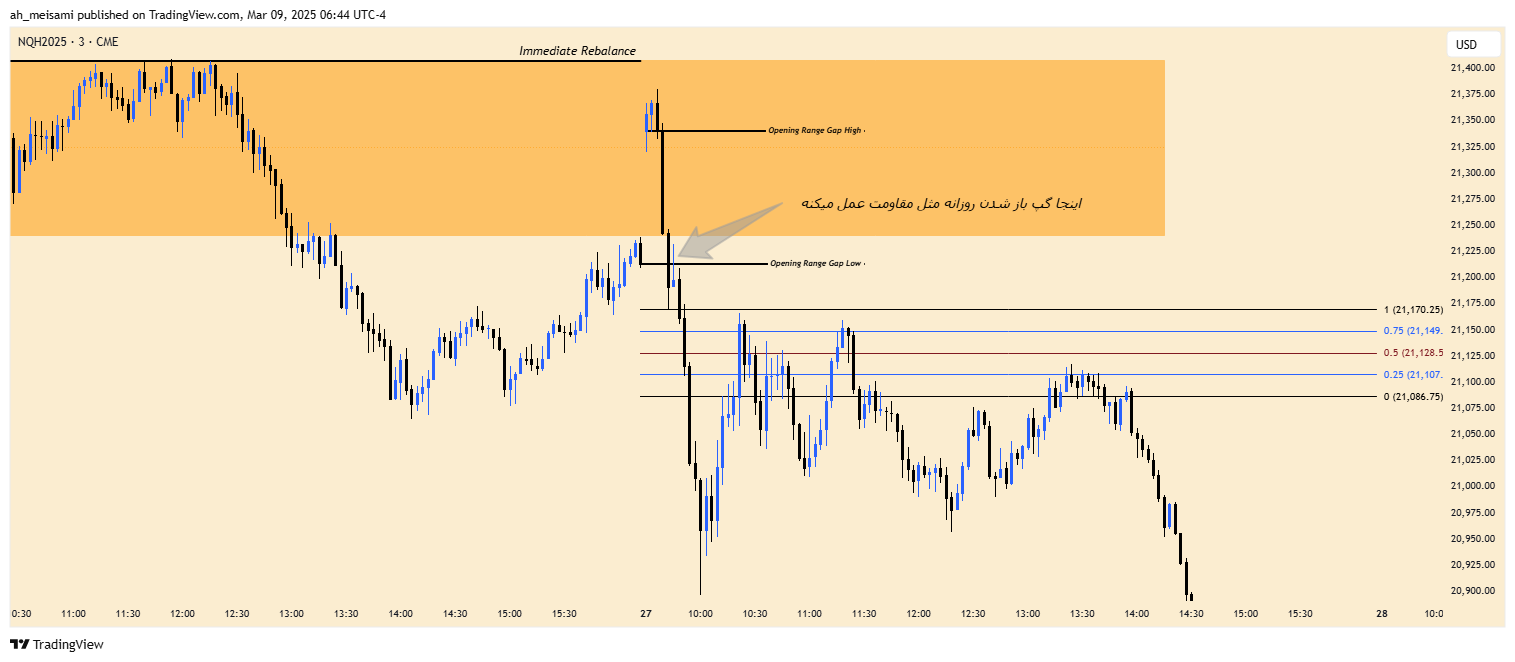 ah_meisami published on TradingView.com, Mar 09, 2025 06:44 UTC-4
NQH2025 · 3 · CME
USD
Immediate Rebalance
Opening Range Gap High
اینجا گپ باز شدن روزانه مثل مقاومت عمل میکنه
Opening Range Gap Low
1 (21,170.25)
0.75 (21,149.
0.5 (21,128.5
0.25 (21,107.
0 (21,086.75)
21,400.00
21,375.00
21,350.00
21,325.00
21,300.00
21,275.00
21,250.00
21,225.00
21,200.00
21,175.00
21,150.00
21,125.00
21,100.00
21,075.00
21,050.00
21,025.00
21,000.00
20,975.00
20,950.00
20,925.00
20,900.00
0:30 11:00 11:30 12:00 12:30 13:00 13:30 14:00 14:30 15:00 15:30 27 10:00 10:30 11:00 11:30 12:00 12:30 13:00 13:30 14:00 14:30 15:00 15:30 28 10:0
TradingView